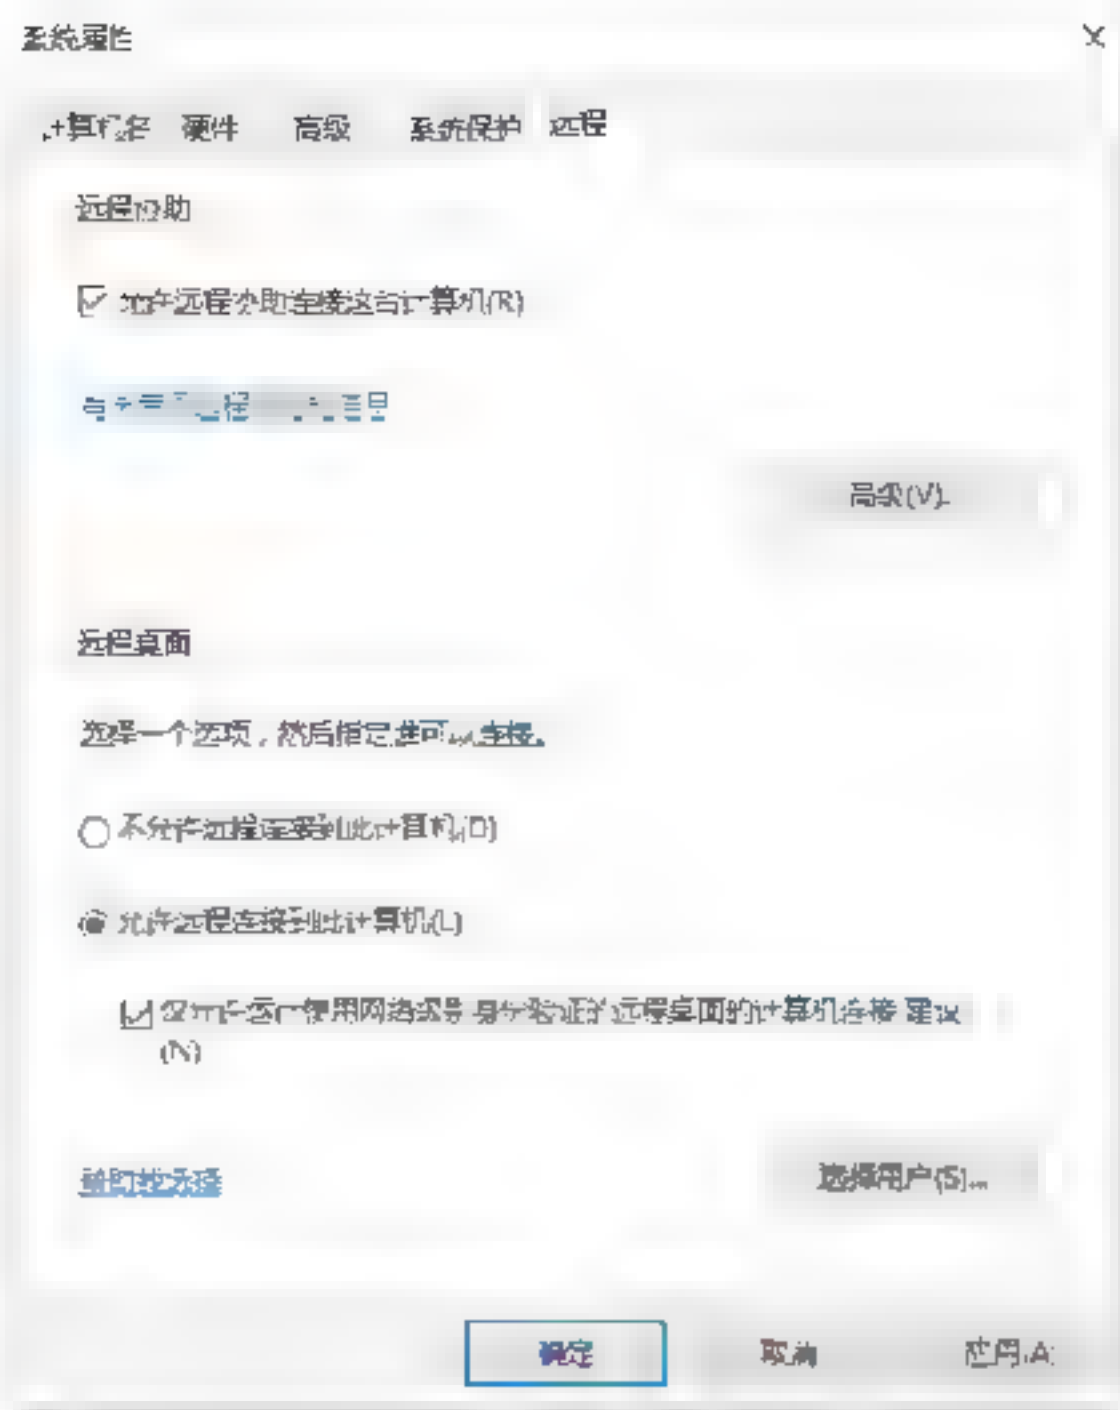 系统属性
计算机名 硬件 高级 系统保护 远程
远程协助
允许远程协助连接这台计算机(R)
高级(V)...
远程桌面
选择一个选项，然后指定谁可以连接。
不允许远程连接到此计算机(D)
允许远程连接到此计算机(L)
仅允许运行使用网络级别身份验证的远程桌面的计算机连接(建议)
(N)
帮助我选择
选择用户(S)...
确定 取消 应用(A)